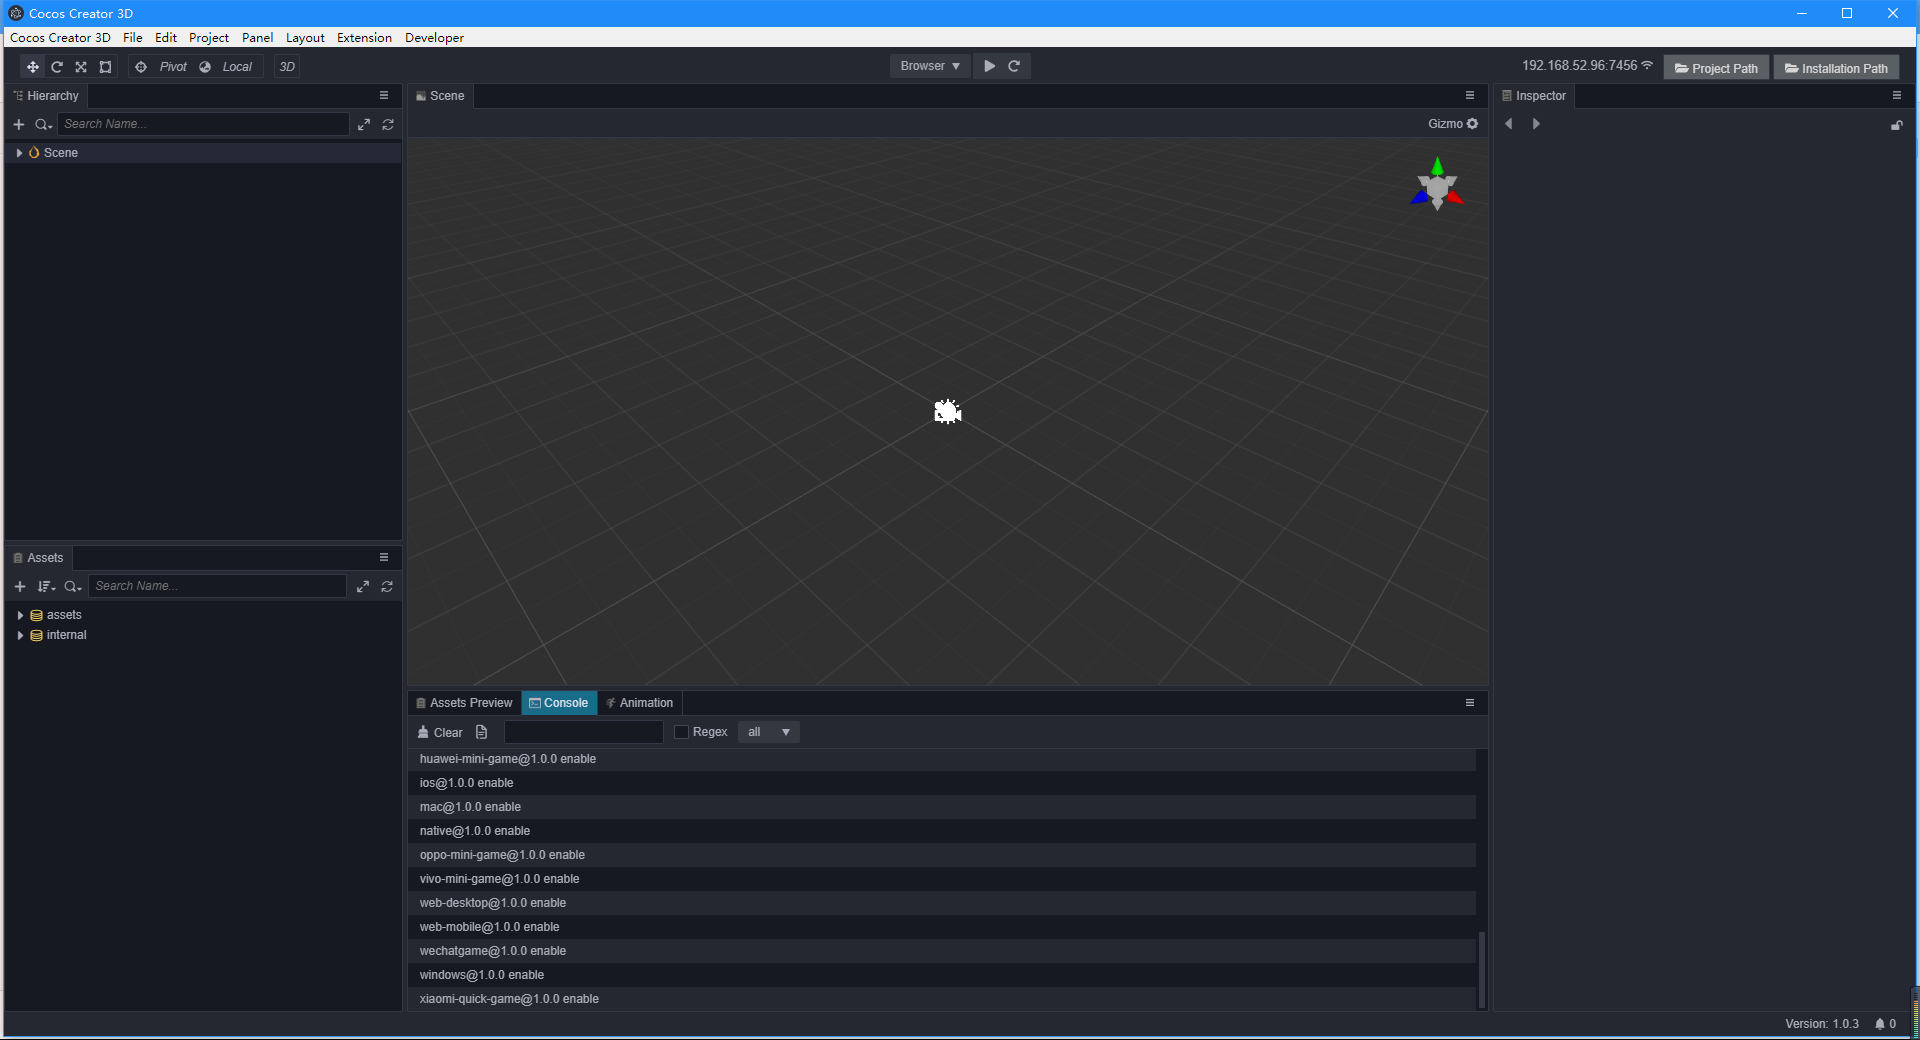 Cocos Creator 3D
Cocos Creator 3D File Edit Project Panel Layout Extension Developer
Pivot Local 3D Browser 192.168.52.96:7456 Project Path Installation Path
Hierarchy
Search Name...
Scene
Assets
Search Name...
assets
internal
Scene
Gizmo
Assets Preview Console Animation
Clear Regex all
huawei-mini-game@1.0.0 enable
ios@1.0.0 enable
mac@1.0.0 enable
native@1.0.0 enable
oppo-mini-game@1.0.0 enable
vivo-mini-game@1.0.0 enable
web-desktop@1.0.0 enable
web-mobile@1.0.0 enable
wechatgame@1.0.0 enable
windows@1.0.0 enable
xiaomi-quick-game@1.0.0 enable
Inspector
Version: 1.0.3 0